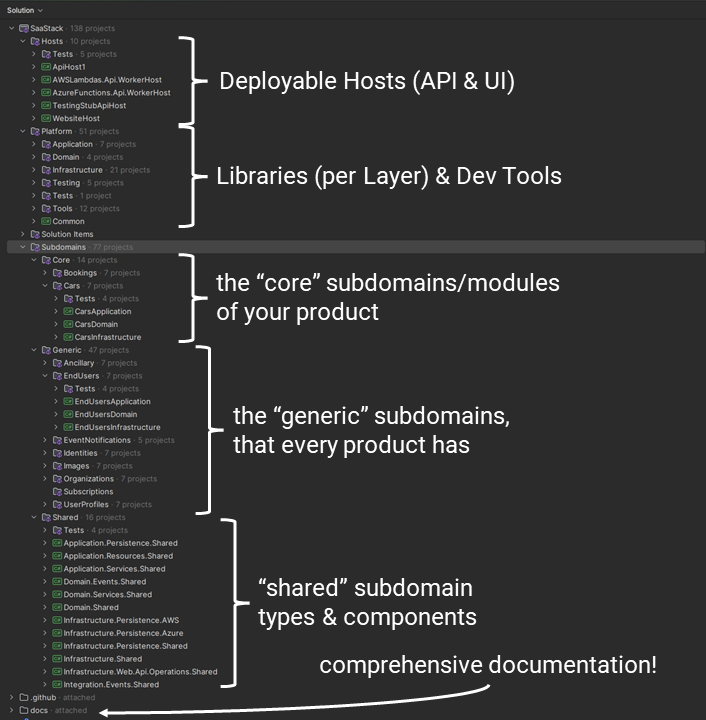 Solution
SaaStack · 138 projects
Hosts · 10 projects
Tests · 5 projects
ApiHost1
AWSLambdas.Api.WorkerHost
AzureFunctions.Api.WorkerHost
TestingStubApiHost
WebsiteHost
Deployable Hosts (API & UI)
Platform · 51 projects
Application · 7 projects
Domain · 4 projects
Infrastructure · 21 projects
Testing · 5 projects
Tests · 1 project
Tools · 12 projects
Common
Libraries (per Layer) & Dev Tools
Solution Items
Subdomains · 77 projects
Core · 14 projects
Bookings · 7 projects
Cars · 7 projects
Tests · 4 projects
CarsApplication
CarsDomain
CarsInfrastructure
the “core” subdomains/modules
of your product
Generic · 47 projects
Ancillary · 7 projects
EndUsers · 7 projects
Tests · 4 projects
EndUsersApplication
EndUsersDomain
EndUsersInfrastructure
EventNotifications · 5 projects
Identities · 7 projects
Images · 7 projects
Organizations · 7 projects
Subscriptions
UserProfiles · 7 projects
the “generic” subdomains,
that every product has
Shared · 16 projects
Tests · 4 projects
Application.Persistence.Shared
Application.Resources.Shared
Application.Services.Shared
Domain.Events.Shared
Domain.Services.Shared
Domain.Shared
Infrastructure.Persistence.AWS
Infrastructure.Persistence.Azure
Infrastructure.Persistence.Shared
Infrastructure.Shared
Infrastructure.Web.Api.Operations.Shared
Integration.Events.Shared
“shared” subdomain
types & components
comprehensive documentation!
.github · attached
docs · attached